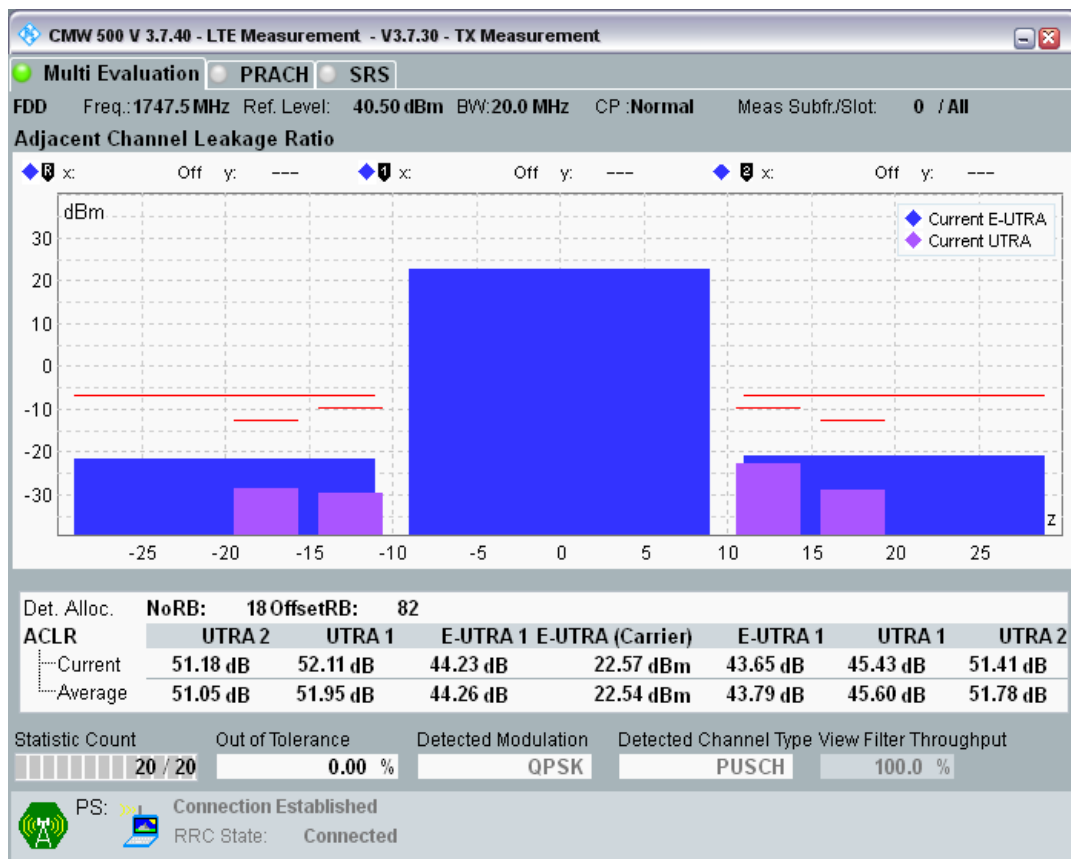 CMW 500 V 3.7.40 - LTE Measurement - V3.7.30 - TX Measurement
Multi Evaluation PRACH SRS
FDD Freq.:1747.5 MHz Ref. Level: 40.50 dBm BW:20.0 MHz CP :Normal Meas Subfr./Slot: 0 / All
Adjacent Channel Leakage Ratio
R x: Off y: --- 1 x: Off y: --- 2 x: Off y: ---
dBm
Current E-UTRA
Current UTRA
30
20
10
0
-10
-20
-30
z
-25 -20 -15 -10 -5 0 5 10 15 20 25
Det. Alloc. NoRB: 18 OffsetRB: 82
ACLR UTRA 2 UTRA 1 E-UTRA 1 E-UTRA (Carrier) E-UTRA 1 UTRA 1 UTRA 2
Current 51.18 dB 52.11 dB 44.23 dB 22.57 dBm 43.65 dB 45.43 dB 51.41 dB
Average 51.05 dB 51.95 dB 44.26 dB 22.54 dBm 43.79 dB 45.60 dB 51.78 dB
Statistic Count Out of Tolerance Detected Modulation Detected Channel Type View Filter Throughput
20 / 20 0.00 % QPSK PUSCH 100.0 %
PS: Connection Established
RRC State: Connected